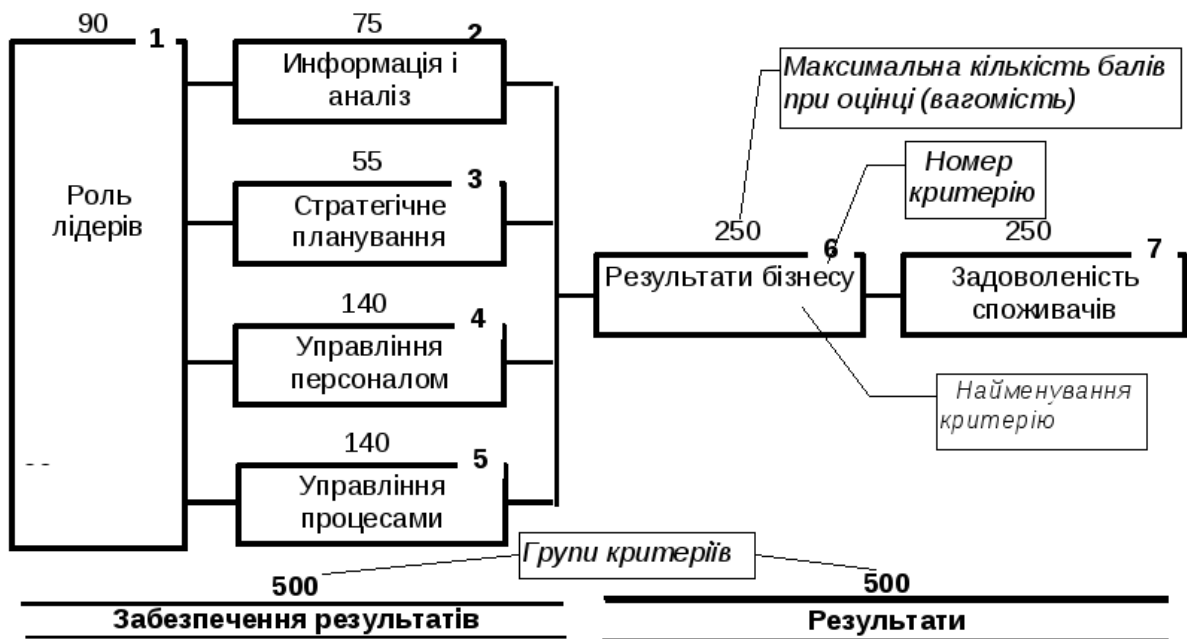 90
1
Роль
лідерів
75
2
Информація і
аналіз
55
3
Стратегічне
планування
140
4
Управління
персоналом
140
5
Управління
процесами
Максимальна кількість балів
при оцінці (вагомість)
Номер
критерію
250
6
Результати бізнесу
250
7
Задоволеність
споживачів
Найменування
критерію
Групи критеріїв
500
Забезпечення результатів
500
Результати